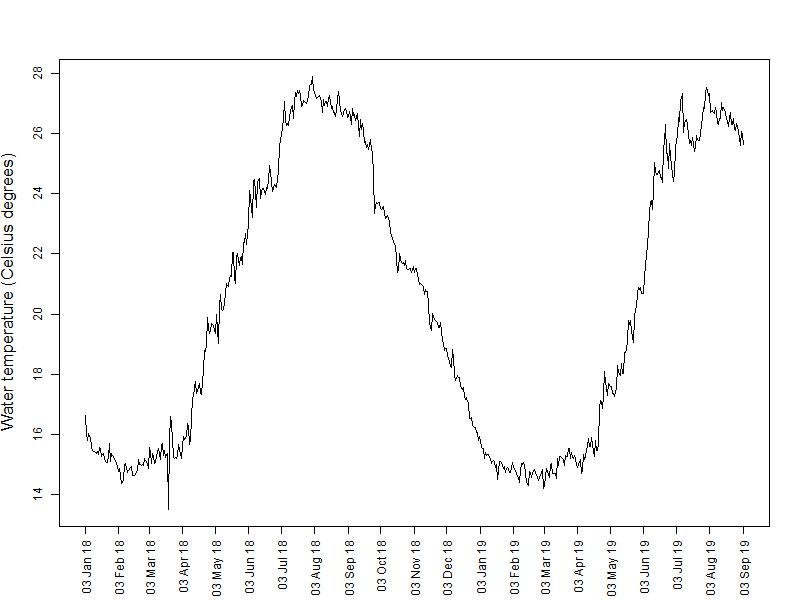 Water temperature (Celsius degrees)
28
26
24
22
20
18
16
14
03 Jan 18
03 Feb 18
03 Mar 18
03 Apr 18
03 May 18
03 Jun 18
03 Jul 18
03 Aug 18
03 Sep 18
03 Oct 18
03 Nov 18
03 Dec 18
03 Jan 19
03 Feb 19
03 Mar 19
03 Apr 19
03 May 19
03 Jun 19
03 Jul 19
03 Aug 19
03 Sep 19